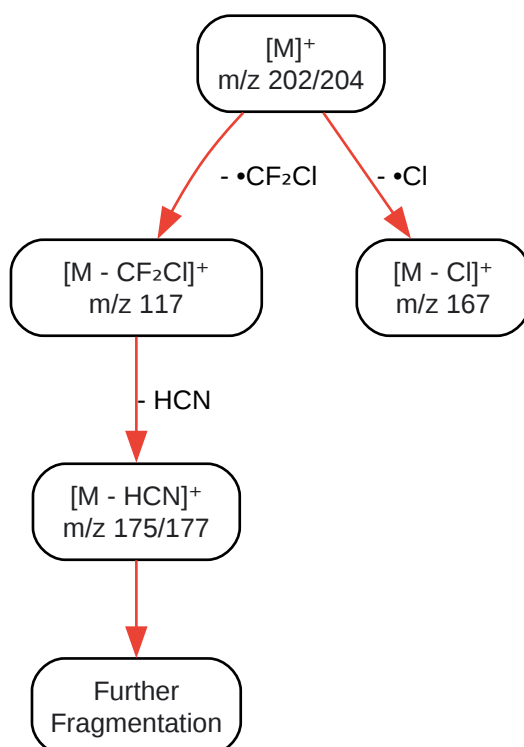 [M]⁺
m/z 202/204
- •CF₂Cl
- •Cl
[M - CF₂Cl]⁺
m/z 117
[M - Cl]⁺
m/z 167
- HCN
[M - HCN]⁺
m/z 175/177
Further
Fragmentation